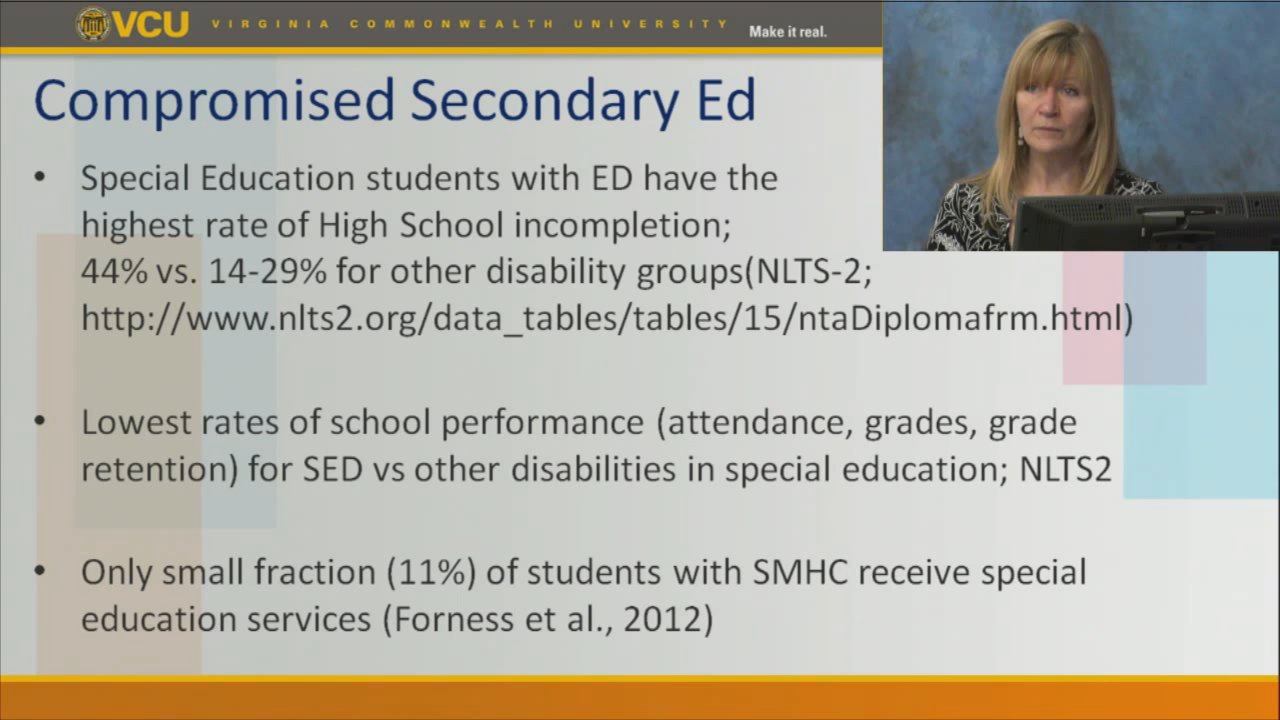 VCU VIRGINIA COMMONWEALTH UNIVERSITY Make it real.
Compromised Secondary Ed
• Special Education students with ED have the
highest rate of High School incompletion;
44% vs. 14-29% for other disability groups(NLTS-2;
http://www.nlts2.org/data_tables/tables/15/ntaDiplomafrm.html)
• Lowest rates of school performance (attendance, grades, grade
retention) for SED vs other disabilities in special education; NLTS2
• Only small fraction (11%) of students with SMHC receive special
education services (Forness et al., 2012)